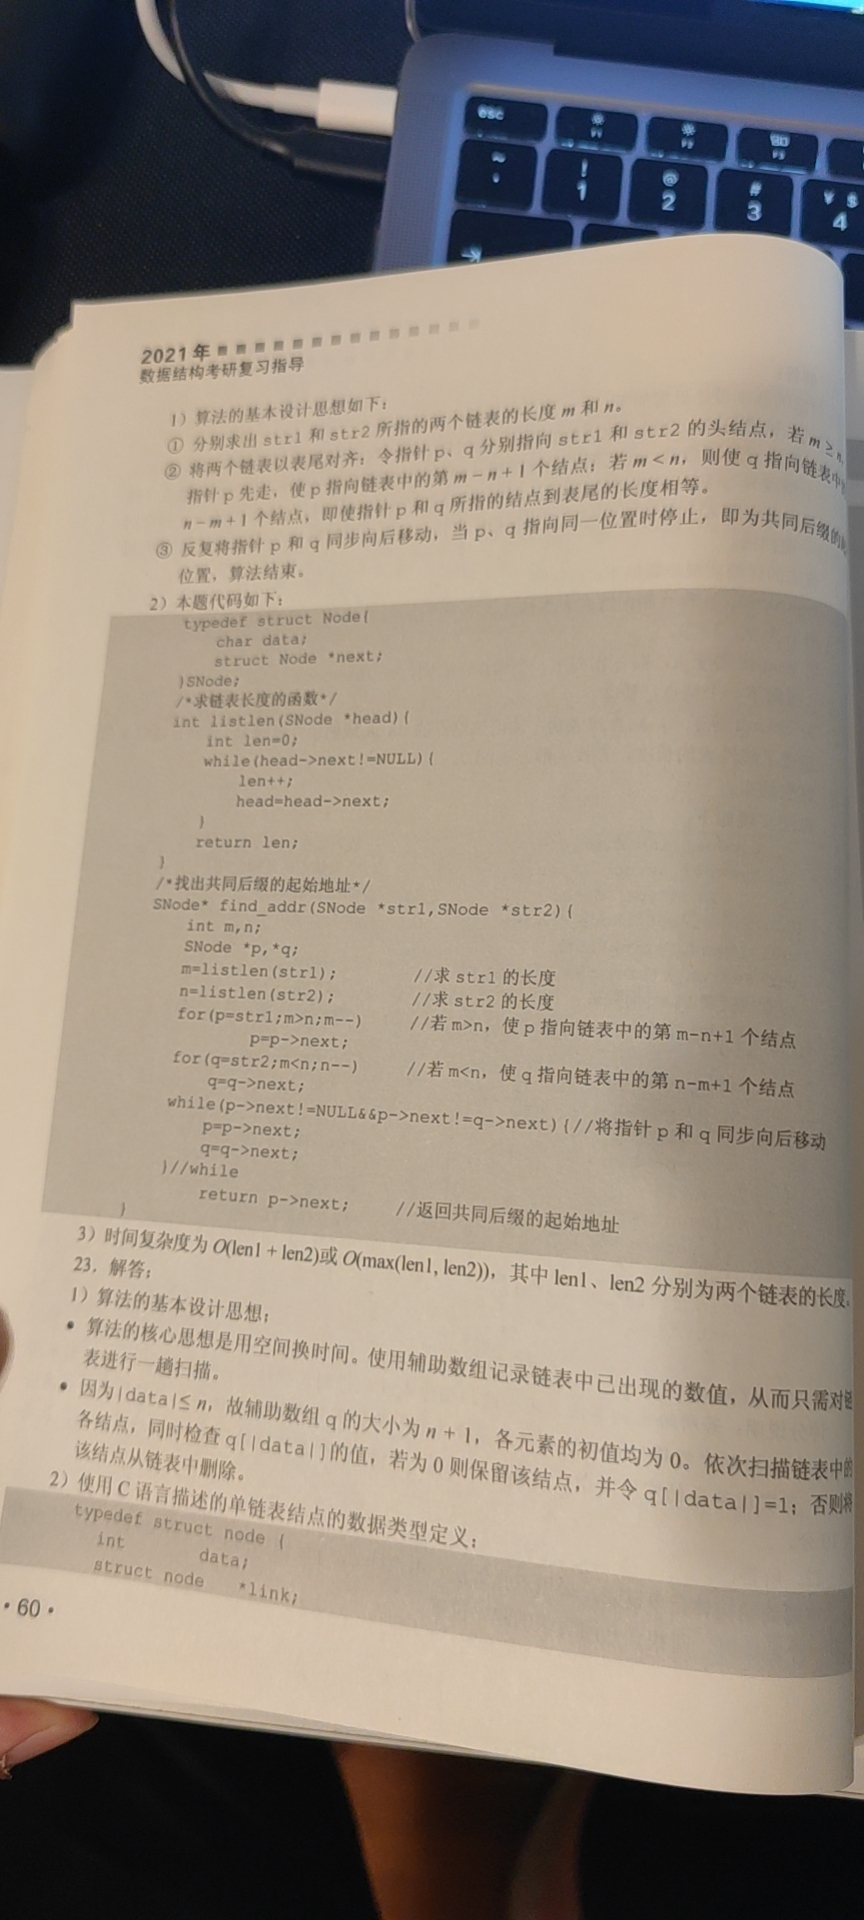 esc
F1
F2
F3
~
!
1
@
2
#
3
¥ $
4
2021年
数据结构考研复习指导
1）算法的基本设计思想如下：
① 分别求出 str1 和 str2 所指的两个链表的长度 m 和 n。
② 将两个链表以表尾对齐：令指针 p、q 分别指向 str1 和 str2 的头结点，若 m≥n，
指针 p 先走，使 p 指向链表中的第 m−n+1 个结点；若 m<n，则使 q 指向链表中
n−m+1 个结点，即使指针 p 和 q 所指的结点到表尾的长度相等。
③ 反复将指针 p 和 q 同步向后移动，当 p、q 指向同一位置时停止，即为共同后缀的
位置，算法结束。
2）本题代码如下：
typedef struct Node{
char data;
struct Node *next;
}SNode;
/*求链表长度的函数*/
int listlen(SNode *head){
int len=0;
while(head->next!=NULL){
len++;
head=head->next;
}
return len;
}
/*找出共同后缀的起始地址*/
SNode* find_addr(SNode *str1,SNode *str2){
int m,n;
SNode *p,*q;
m=listlen(str1); //求 str1 的长度
n=listlen(str2); //求 str2 的长度
for(p=str1;m>n;m--) //若 m>n，使 p 指向链表中的第 m-n+1 个结点
p=p->next;
for(q=str2;m<n;n--) //若 m<n，使 q 指向链表中的第 n-m+1 个结点
q=q->next;
while(p->next!=NULL&&p->next!=q->next){//将指针 p 和 q 同步向后移动
p=p->next;
q=q->next;
}//while
return p->next; //返回共同后缀的起始地址
}
3）时间复杂度为 O(len1 + len2)或 O(max(len1, len2))，其中 len1、len2 分别为两个链表的长度。
23．解答：
1）算法的基本设计思想：
• 算法的核心思想是用空间换时间。使用辅助数组记录链表中已出现的数值，从而只需对链
表进行一趟扫描。
• 因为|data|≤ n，故辅助数组 q 的大小为 n + 1，各元素的初值均为 0。依次扫描链表中的
各结点，同时检查 q[|data|]的值，若为 0 则保留该结点，并令 q[|data|]=1；否则将
该结点从链表中删除。
2）使用 C 语言描述的单链表结点的数据类型定义：
typedef struct node {
int data;
struct node *link;
• 60 •